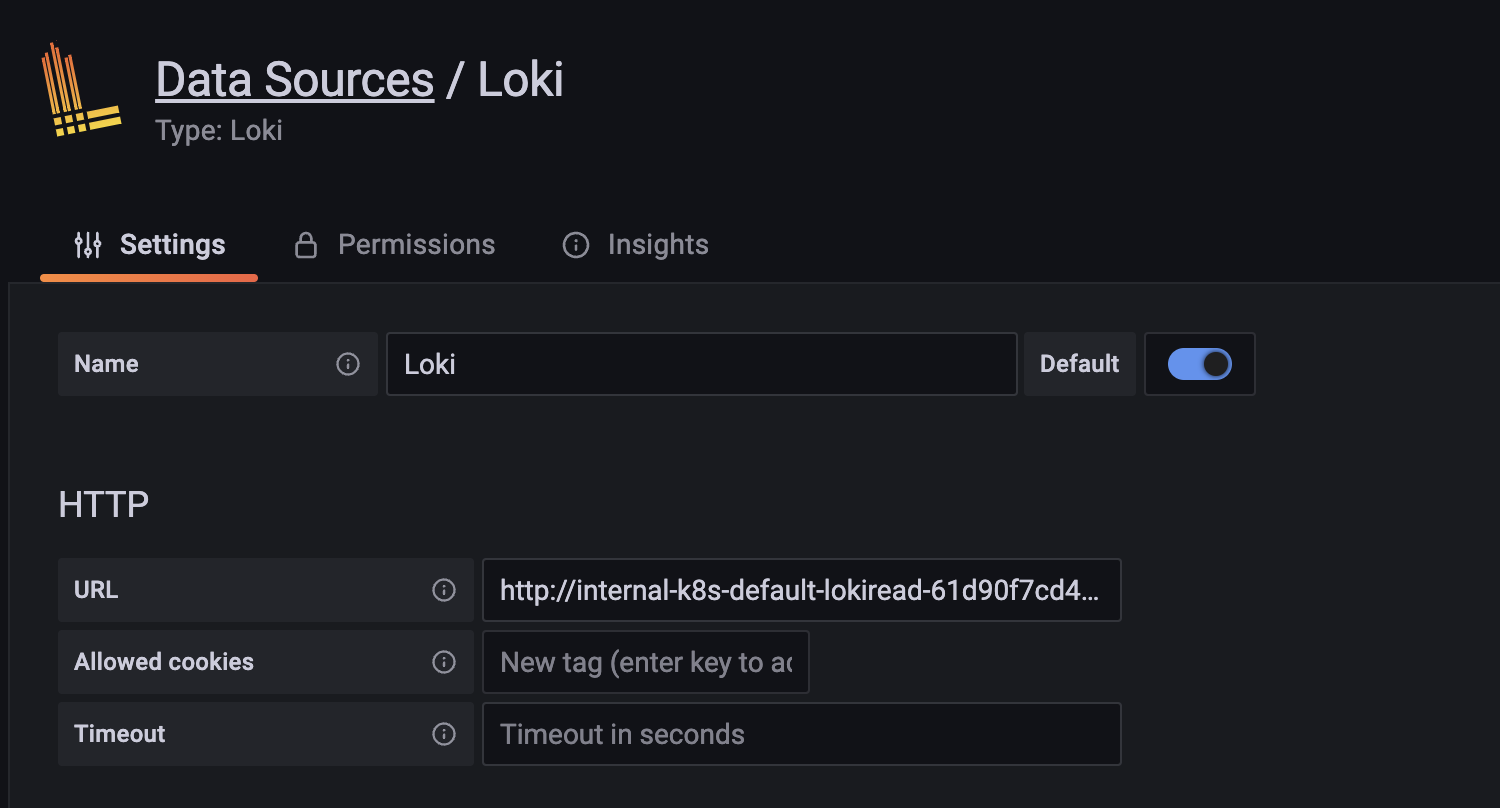 Data Sources / Loki
Type: Loki
Settings Permissions Insights
Name Loki Default
HTTP
URL http://internal-k8s-default-lokiread-61d90f7cd4...
Allowed cookies New tag (enter key to ac
Timeout Timeout in seconds